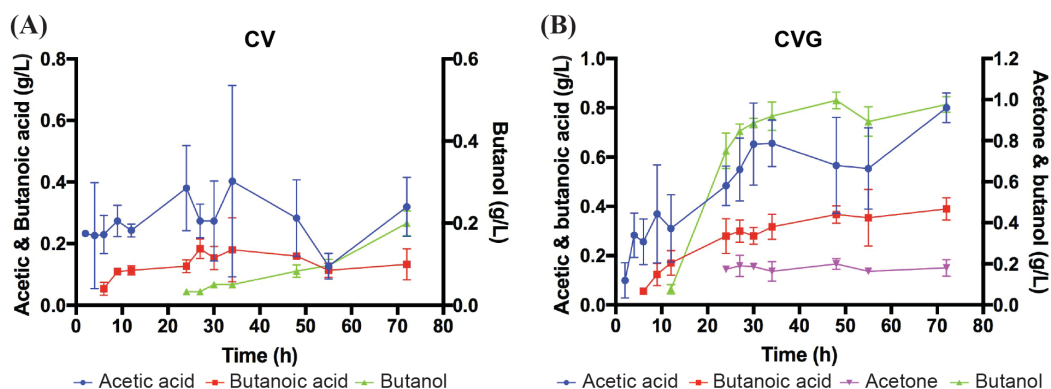 (A)
CV
Acetic & Butanoic acid (g/L)
0.8
0.6
0.4
0.2
0.0
0.6
0.4
0.2
0.0
Butanol (g/L)
0 10 20 30 40 50 60 70 80
Time (h)
Acetic acid Butanoic acid Butanol
(B)
CVG
Acetic & butanoic acid (g/L)
1.0
0.8
0.6
0.4
0.2
0.0
1.2
1.0
0.8
0.6
0.4
0.2
0.0
Acetone & butanol (g/L)
0 10 20 30 40 50 60 70 80
Time (h)
Acetic acid Butanoic acid Acetone Butanol